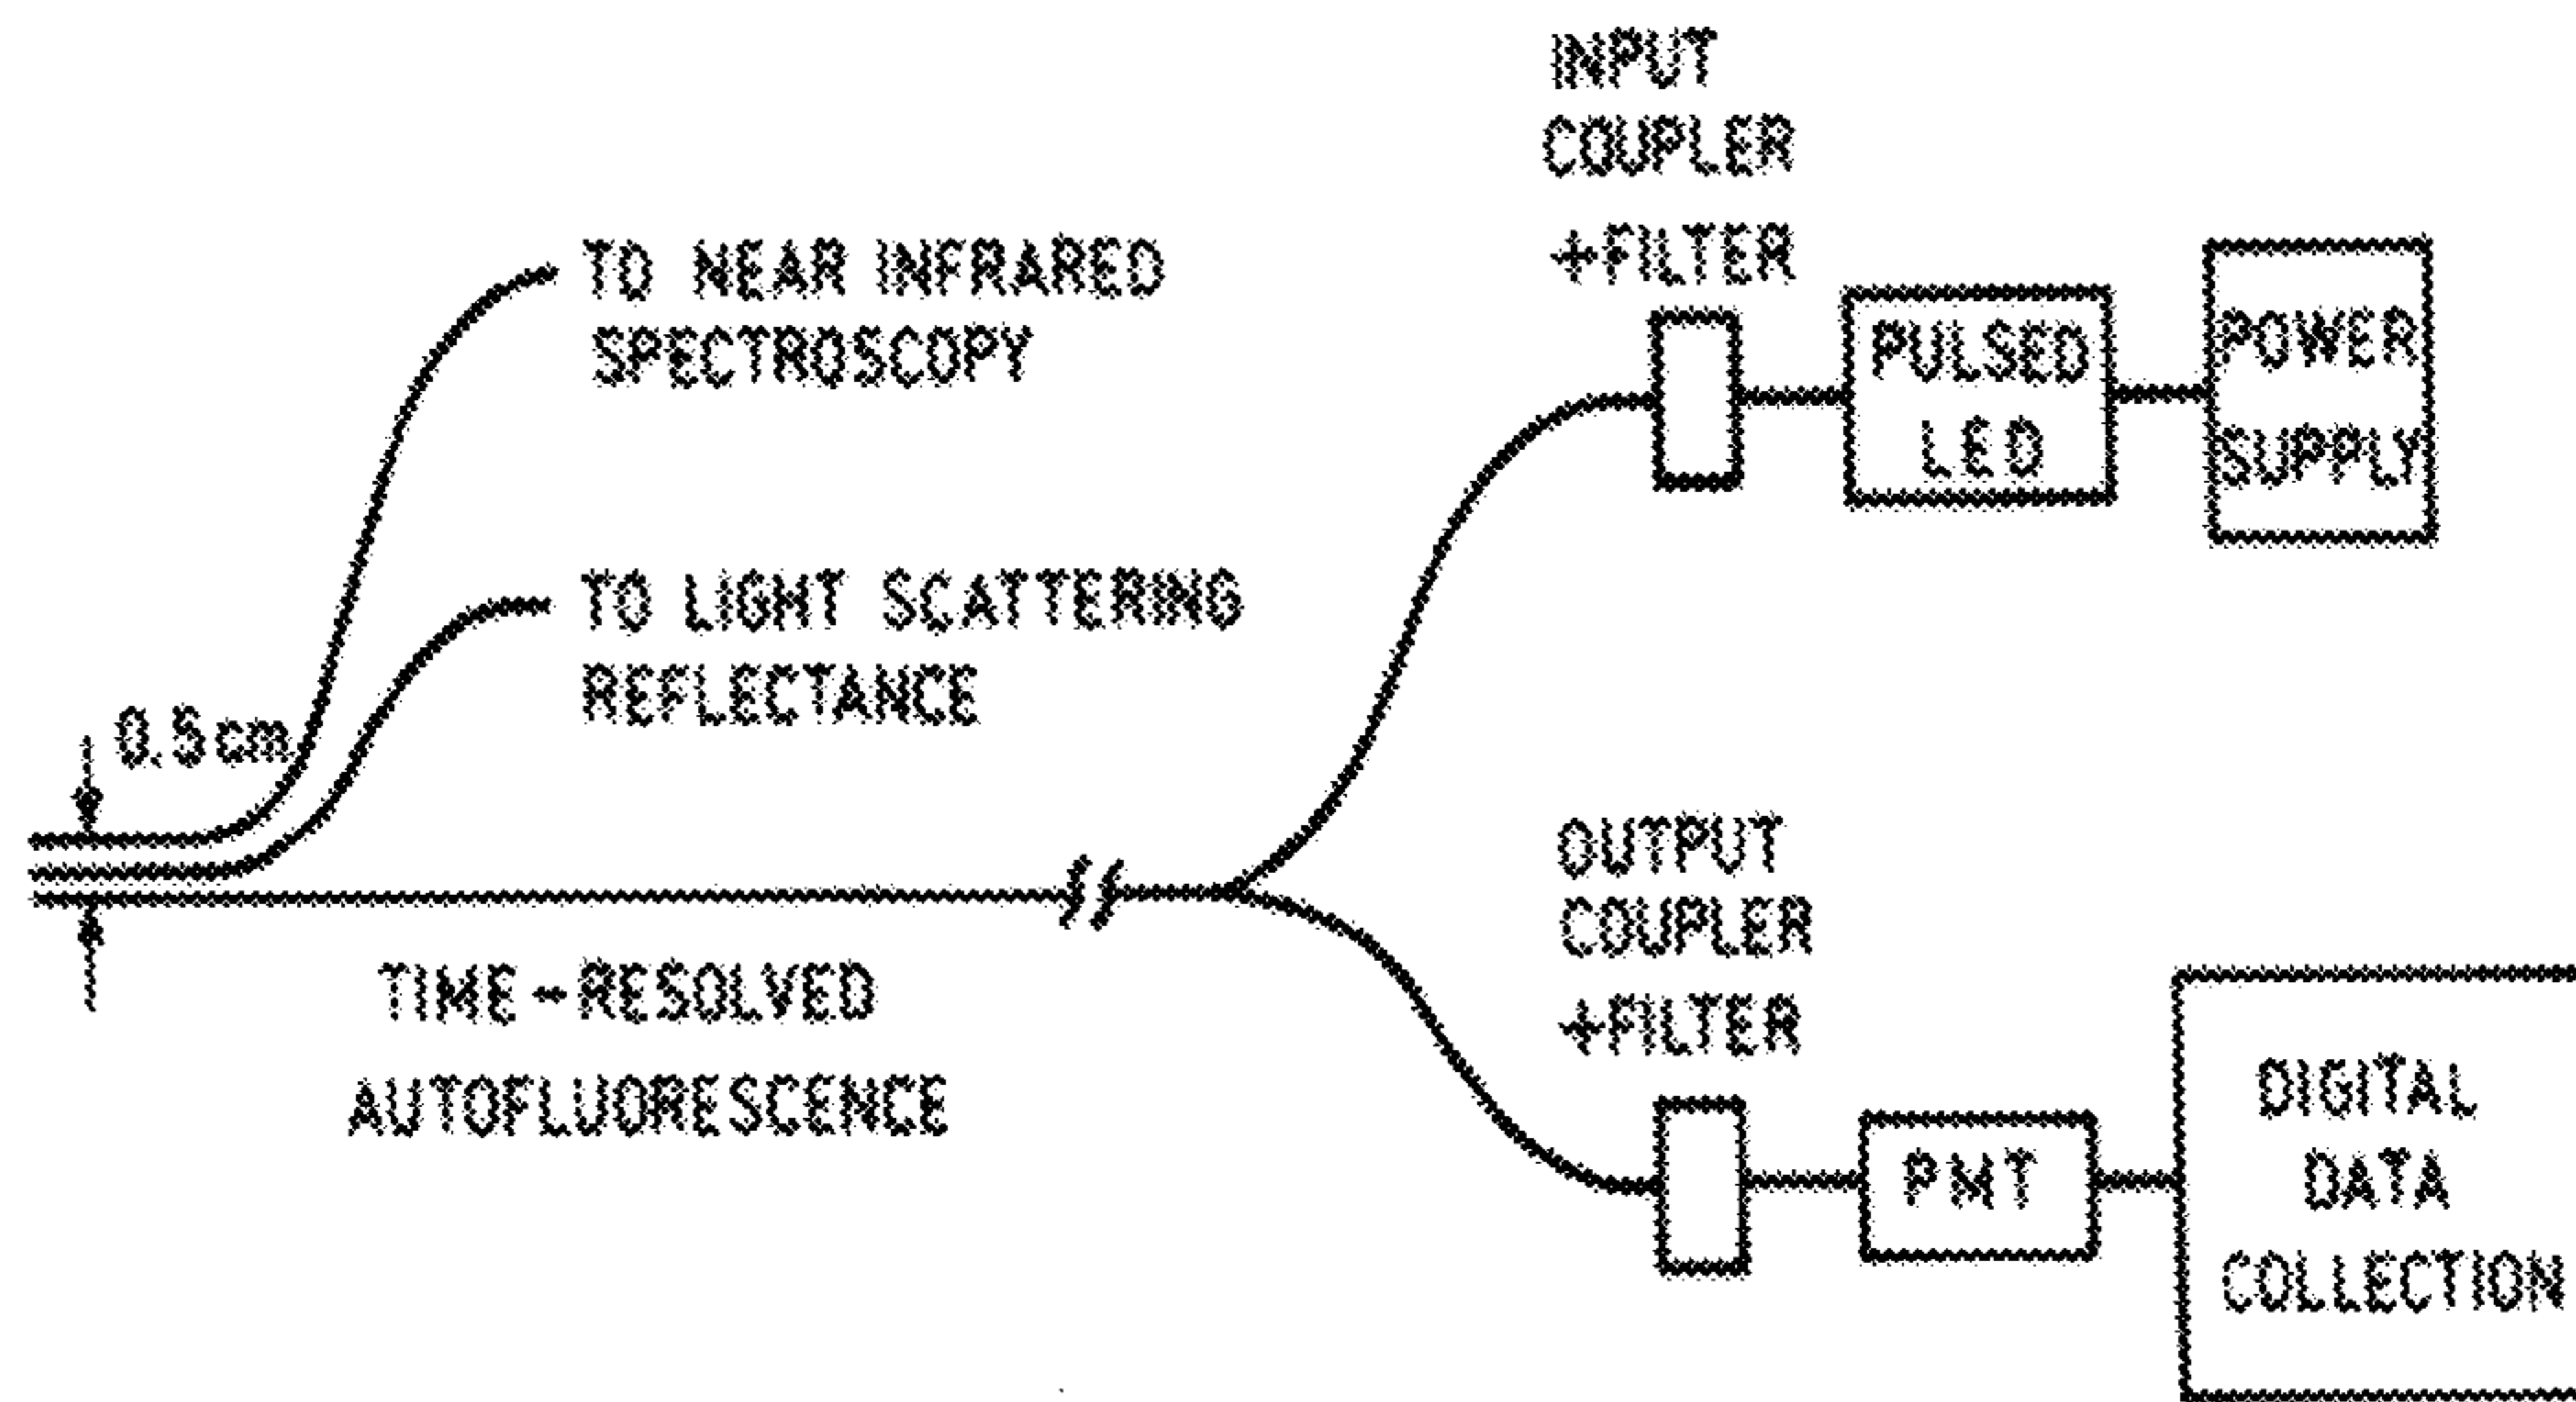 INPUT
COUPLER
+FILTER
TO NEAR INFRARED
SPECTROSCOPY
PULSED
LED
POWER
SUPPLY
TO LIGHT SCATTERING
REFLECTANCE
0.5cm
OUTPUT
COUPLER
+FILTER
TIME-RESOLVED
AUTOFLUORESCENCE
PMT
DIGITAL
DATA
COLLECTION